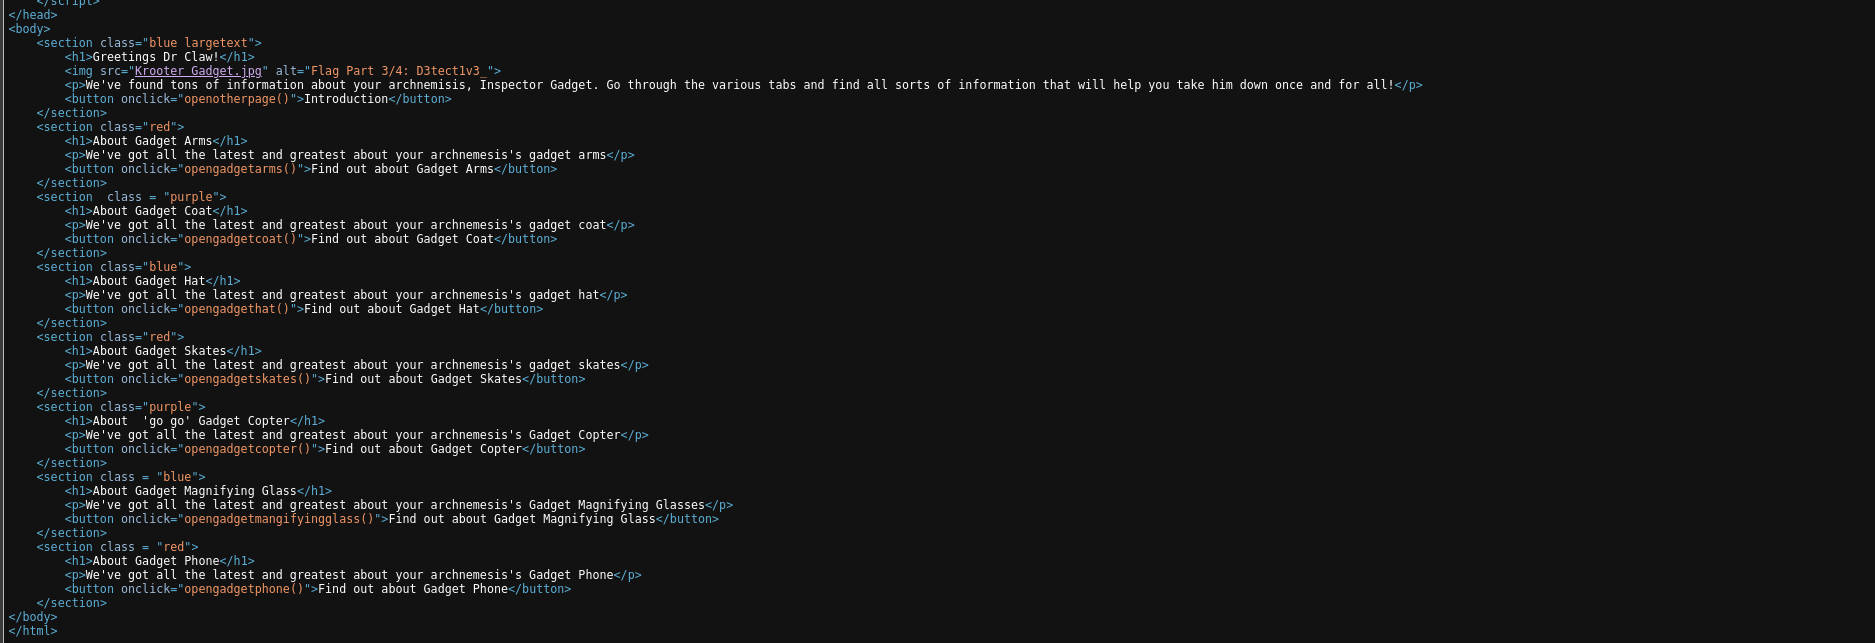 </script>
</head>
<body>
<section class="blue largetext">
<h1>Greetings Dr Claw!</h1>
<img src="Krooter Gadget.jpg" alt="Flag Part 3/4: D3tect1v3_">
<p>We've found tons of information about your archnemisis, Inspector Gadget. Go through the various tabs and find all sorts of information that will help you take him down once and for all!</p>
<button onclick="openotherpage()">Introduction</button>
</section>
<section class="red">
<h1>About Gadget Arms</h1>
<p>We've got all the latest and greatest about your archnemesis's gadget arms</p>
<button onclick="opengadgetarms()">Find out about Gadget Arms</button>
</section>
<section  class = "purple">
<h1>About Gadget Coat</h1>
<p>We've got all the latest and greatest about your archnemesis's gadget coat</p>
<button onclick="opengadgetcoat()">Find out about Gadget Coat</button>
</section>
<section class="blue">
<h1>About Gadget Hat</h1>
<p>We've got all the latest and greatest about your archnemesis's gadget hat</p>
<button onclick="opengadgethat()">Find out about Gadget Hat</button>
</section>
<section class="red">
<h1>About Gadget Skates</h1>
<p>We've got all the latest and greatest about your archnemesis's gadget skates</p>
<button onclick="opengadgetskates()">Find out about Gadget Skates</button>
</section>
<section class="purple">
<h1>About  'go go' Gadget Copter</h1>
<p>We've got all the latest and greatest about your archnemesis's Gadget Copter</p>
<button onclick="opengadgetcopter()">Find out about Gadget Copter</button>
</section>
<section class = "blue">
<h1>About Gadget Magnifying Glass</h1>
<p>We've got all the latest and greatest about your archnemesis's Gadget Magnifying Glasses</p>
<button onclick="opengadgetmangifyingglass()">Find out about Gadget Magnifying Glass</button>
</section>
<section class = "red">
<h1>About Gadget Phone</h1>
<p>We've got all the latest and greatest about your archnemesis's Gadget Phone</p>
<button onclick="opengadgetphone()">Find out about Gadget Phone</button>
</section>
</body>
</html>